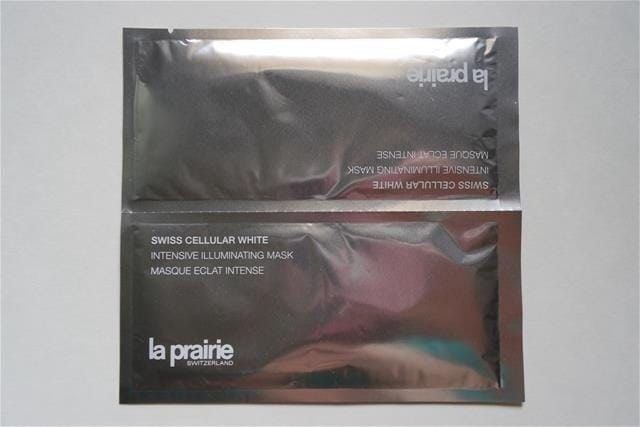 la prairie
MASQUE ECLAT INTENSE
INTENSIVE ILLUMINATING MASK
SWISS CELLULAR WHITE
SWISS CELLULAR WHITE
INTENSIVE ILLUMINATING MASK
MASQUE ECLAT INTENSE
la prairie
SWITZERLAND